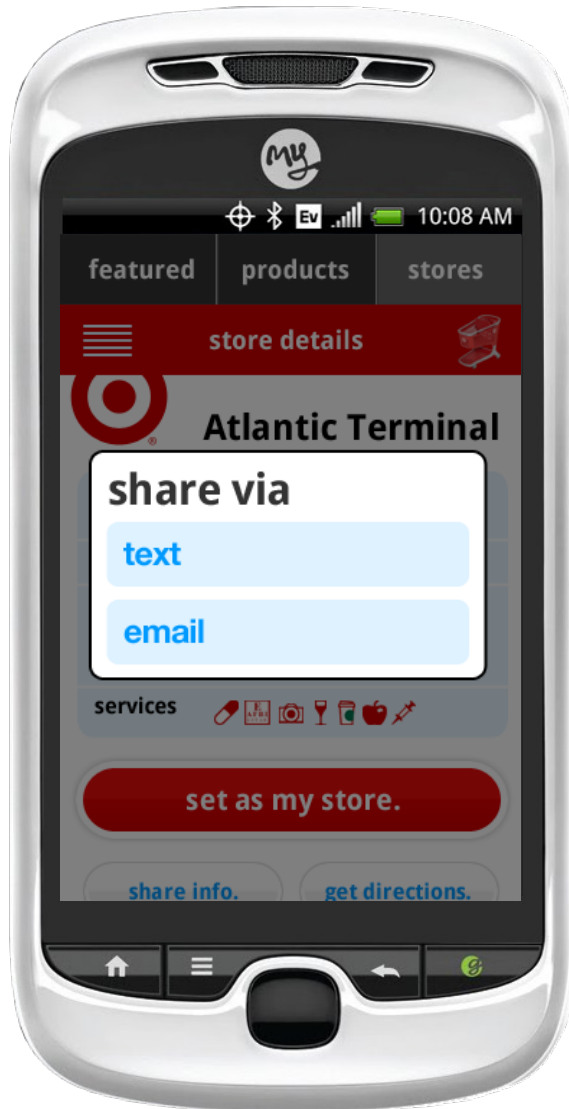 my
Ev 10:08 AM
featured products stores
store details
®
Atlantic Terminal
share via
text
email
services
set as my store.
share info. get directions.
g